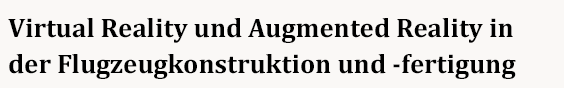 Virtual Reality und Augmented Reality in
der Flugzeugkonstruktion und -fertigung